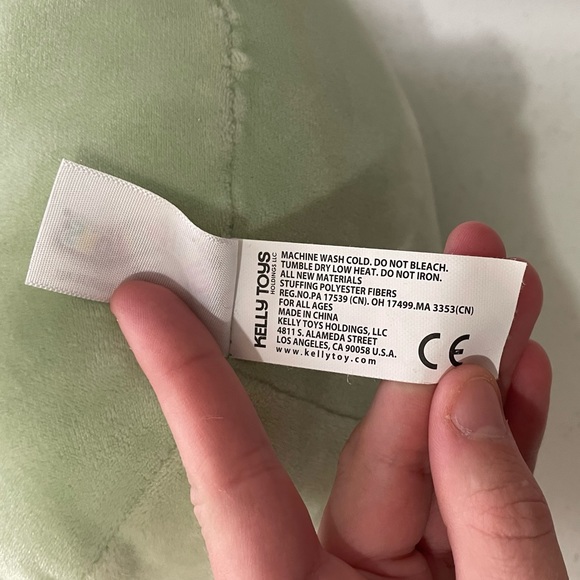 KELLY TOYS
HOLDINGS LLC
MACHINE WASH COLD. DO NOT BLEACH.
TUMBLE DRY LOW HEAT. DO NOT IRON.
ALL NEW MATERIALS
STUFFING POLYESTER FIBERS
REG.NO.PA 17539 (CN). OH 17499.MA 3353(CN)
FOR ALL AGES
MADE IN CHINA
KELLY TOYS HOLDINGS, LLC
4811 S. ALAMEDA STREET
LOS ANGELES, CA 90058 U.S.A.
www.kellytoy.com
CE